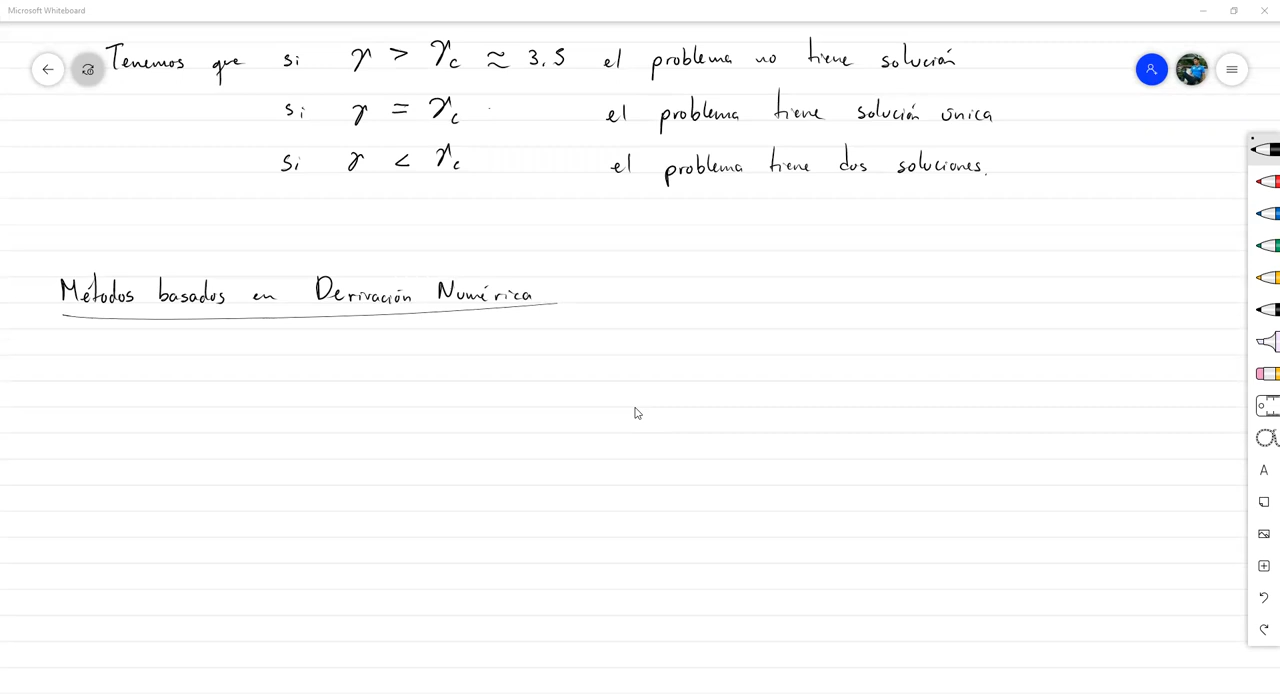 Microsoft Whiteboard
Tenemos que si γ > γc ≈ 3.5 el problema no tiene solución
si γ = γc el problema tiene solución única
si γ < γc el problema tiene dos soluciones.
Métodos basados en Derivación Numérica
A